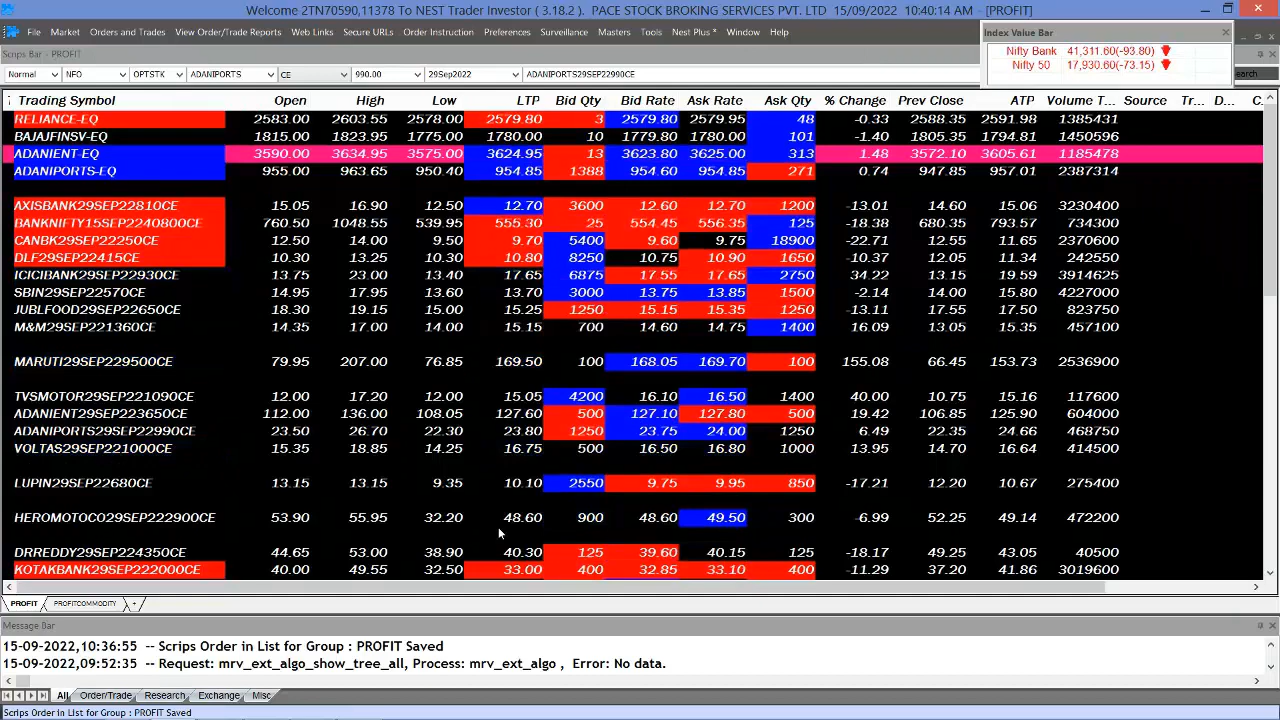 Welcome 2TN70590,11378 To NEST Trader Investor ( 3.18.2 ). PACE STOCK BROKING SERVICES PVT. LTD 15/09/2022 10:40:14 AM - [PROFIT]
File Market Orders and Trades View Order/Trade Reports Web Links Secure URLs Order Instruction Preferences Surveillance Masters Tools Nest Plus Window Help
Index Value Bar
Nifty Bank 41,311.60(-93.80)
Nifty 50 17,930.60(-73.15)
Scrips Bar - PROFIT
Normal NFO OPTSTK ADANIPORTS CE 990.00 29Sep2022 ADANIPORTS29SEP22990CE
Trading Symbol Open High Low LTP Bid Qty Bid Rate Ask Rate Ask Qty % Change Prev Close ATP Volume T... Source Tr... D...
RELIANCE-EQ 2583.00 2603.55 2578.00 2579.80 3 2579.80 2579.95 48 -0.33 2588.35 2591.98 1385431
BAJAJFINSV-EQ 1815.00 1823.95 1775.00 1780.00 10 1779.80 1780.00 101 -1.40 1805.35 1794.81 1450596
ADANIENT-EQ 3590.00 3634.95 3575.00 3624.95 13 3623.80 3625.00 313 1.48 3572.10 3605.61 1185478
ADANIPORTS-EQ 955.00 963.65 950.40 954.85 1388 954.60 954.85 271 0.74 947.85 957.01 2387314
AXISBANK29SEP22810CE 15.05 16.90 12.50 12.70 3600 12.60 12.70 1200 -13.01 14.60 15.06 3230400
BANKNIFTY15SEP2240800CE 760.50 1048.55 539.95 555.30 25 554.45 556.35 125 -18.38 680.35 793.57 734300
CANBK29SEP22250CE 12.50 14.00 9.50 9.70 5400 9.60 9.75 18900 -22.71 12.55 11.65 2370600
DLF29SEP22415CE 10.30 13.25 10.30 10.80 8250 10.75 10.90 1650 -10.37 12.05 11.34 242550
ICICIBANK29SEP22930CE 13.75 23.00 13.40 17.65 6875 17.55 17.65 2750 34.22 13.15 19.59 3914625
SBIN29SEP22570CE 14.95 17.95 13.60 13.70 3000 13.75 13.85 1500 -2.14 14.00 15.80 4227000
JUBLFOOD29SEP22650CE 18.30 19.15 15.00 15.25 1250 15.15 15.35 1250 -13.11 17.55 17.50 823750
M&M29SEP221360CE 14.35 17.00 14.00 15.15 700 14.60 14.75 1400 16.09 13.05 15.35 457100
MARUTI29SEP229500CE 79.95 207.00 76.85 169.50 100 168.05 169.70 100 155.08 66.45 153.73 2536900
TVSMOTOR29SEP221090CE 12.00 17.20 12.00 15.05 4200 16.10 16.50 1400 40.00 10.75 15.16 117600
ADANIENT29SEP223650CE 112.00 136.00 108.05 127.60 500 127.10 127.80 500 19.42 106.85 125.90 604000
ADANIPORTS29SEP22990CE 23.50 26.70 22.30 23.80 1250 23.75 24.00 1250 6.49 22.35 24.66 468750
VOLTAS29SEP221000CE 15.35 18.85 14.25 16.75 500 16.50 16.80 1000 13.95 14.70 16.64 414500
LUPIN29SEP22680CE 13.15 13.15 9.35 10.10 2550 9.75 9.95 850 -17.21 12.20 10.67 275400
HEROMOTOCO29SEP222900CE 53.90 55.95 32.20 48.60 900 48.60 49.50 300 -6.99 52.25 49.14 472200
DRREDDY29SEP224350CE 44.65 53.00 38.90 40.30 125 39.60 40.15 125 -18.17 49.25 43.05 40500
KOTAKBANK29SEP222000CE 40.00 49.55 32.50 33.00 400 32.85 33.10 400 -11.29 37.20 41.86 3019600
PROFIT PROFITCOMMODITY +
Message Bar
15-09-2022,10:36:55 -- Scrips Order in List for Group : PROFIT Saved
15-09-2022,09:52:35 -- Request: mrv_ext_algo_show_tree_all, Process: mrv_ext_algo , Error: No data.
All Order/Trade Research Exchange Misc
Scrips Order in List for Group : PROFIT Saved